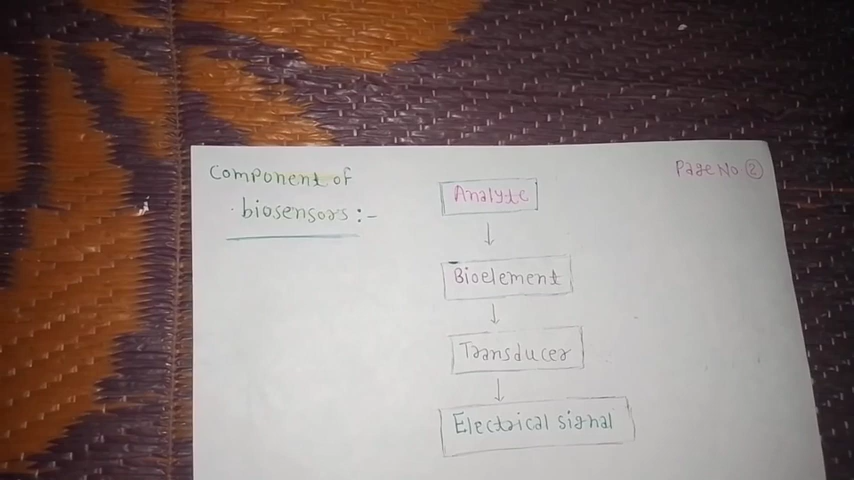 Component of
biosensors:-
Page No. 2
Analyte
↓
Bioelement
↓
Transducer
↓
Electrical signal